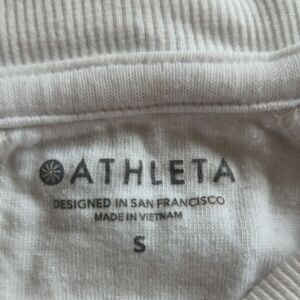 ATHLETA
DESIGNED IN SAN FRANCISCO
MADE IN VIETNAM
S